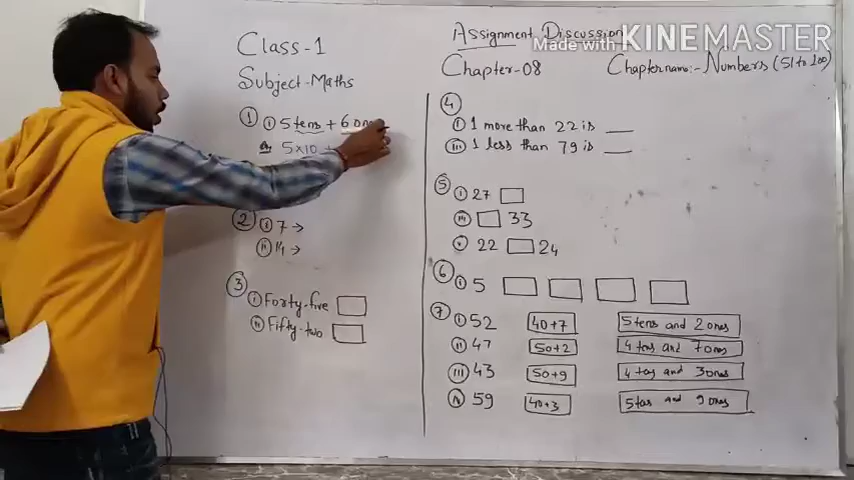 Class-1
Subject-Maths
① (i) 5 tens + 6 ones
5×10 +
② (i) 7 →
(ii) 14 →
③ (i) Forty-five
(ii) Fifty-two
Assignment Discussion
Made with KINEMASTER
Chapter-08 Chapter name:- Numbers (51 to 100)
④
(i) 1 more than 22 is ___
(iii) 1 less than 79 is ___
⑤ (i) 27 □
(iii) □ 33
(v) 22 □ 24
⑥ (i) 5 □ □ □ □
⑦ (i) 52 40+7 5 tens and 2 ones
(ii) 47 50+2 4 tens and 7 ones
(iii) 43 50+9 4 tens and 3 ones
(iv) 59 40+3 5 tens and 9 ones